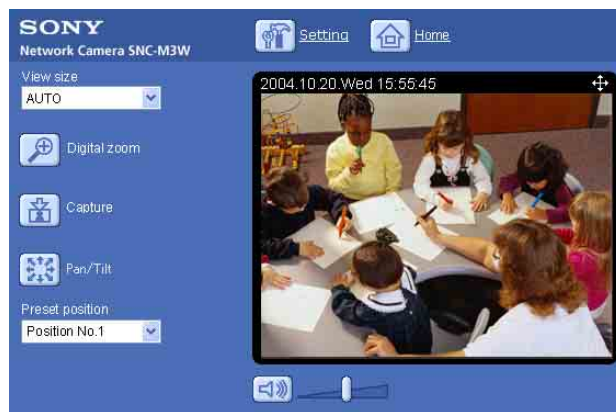 SONY
Network Camera SNC-M3W
Setting
Home
View size
AUTO
2004.10.20.Wed 15:55:45
Digital zoom
Capture
Pan/Tilt
Preset position
Position No.1